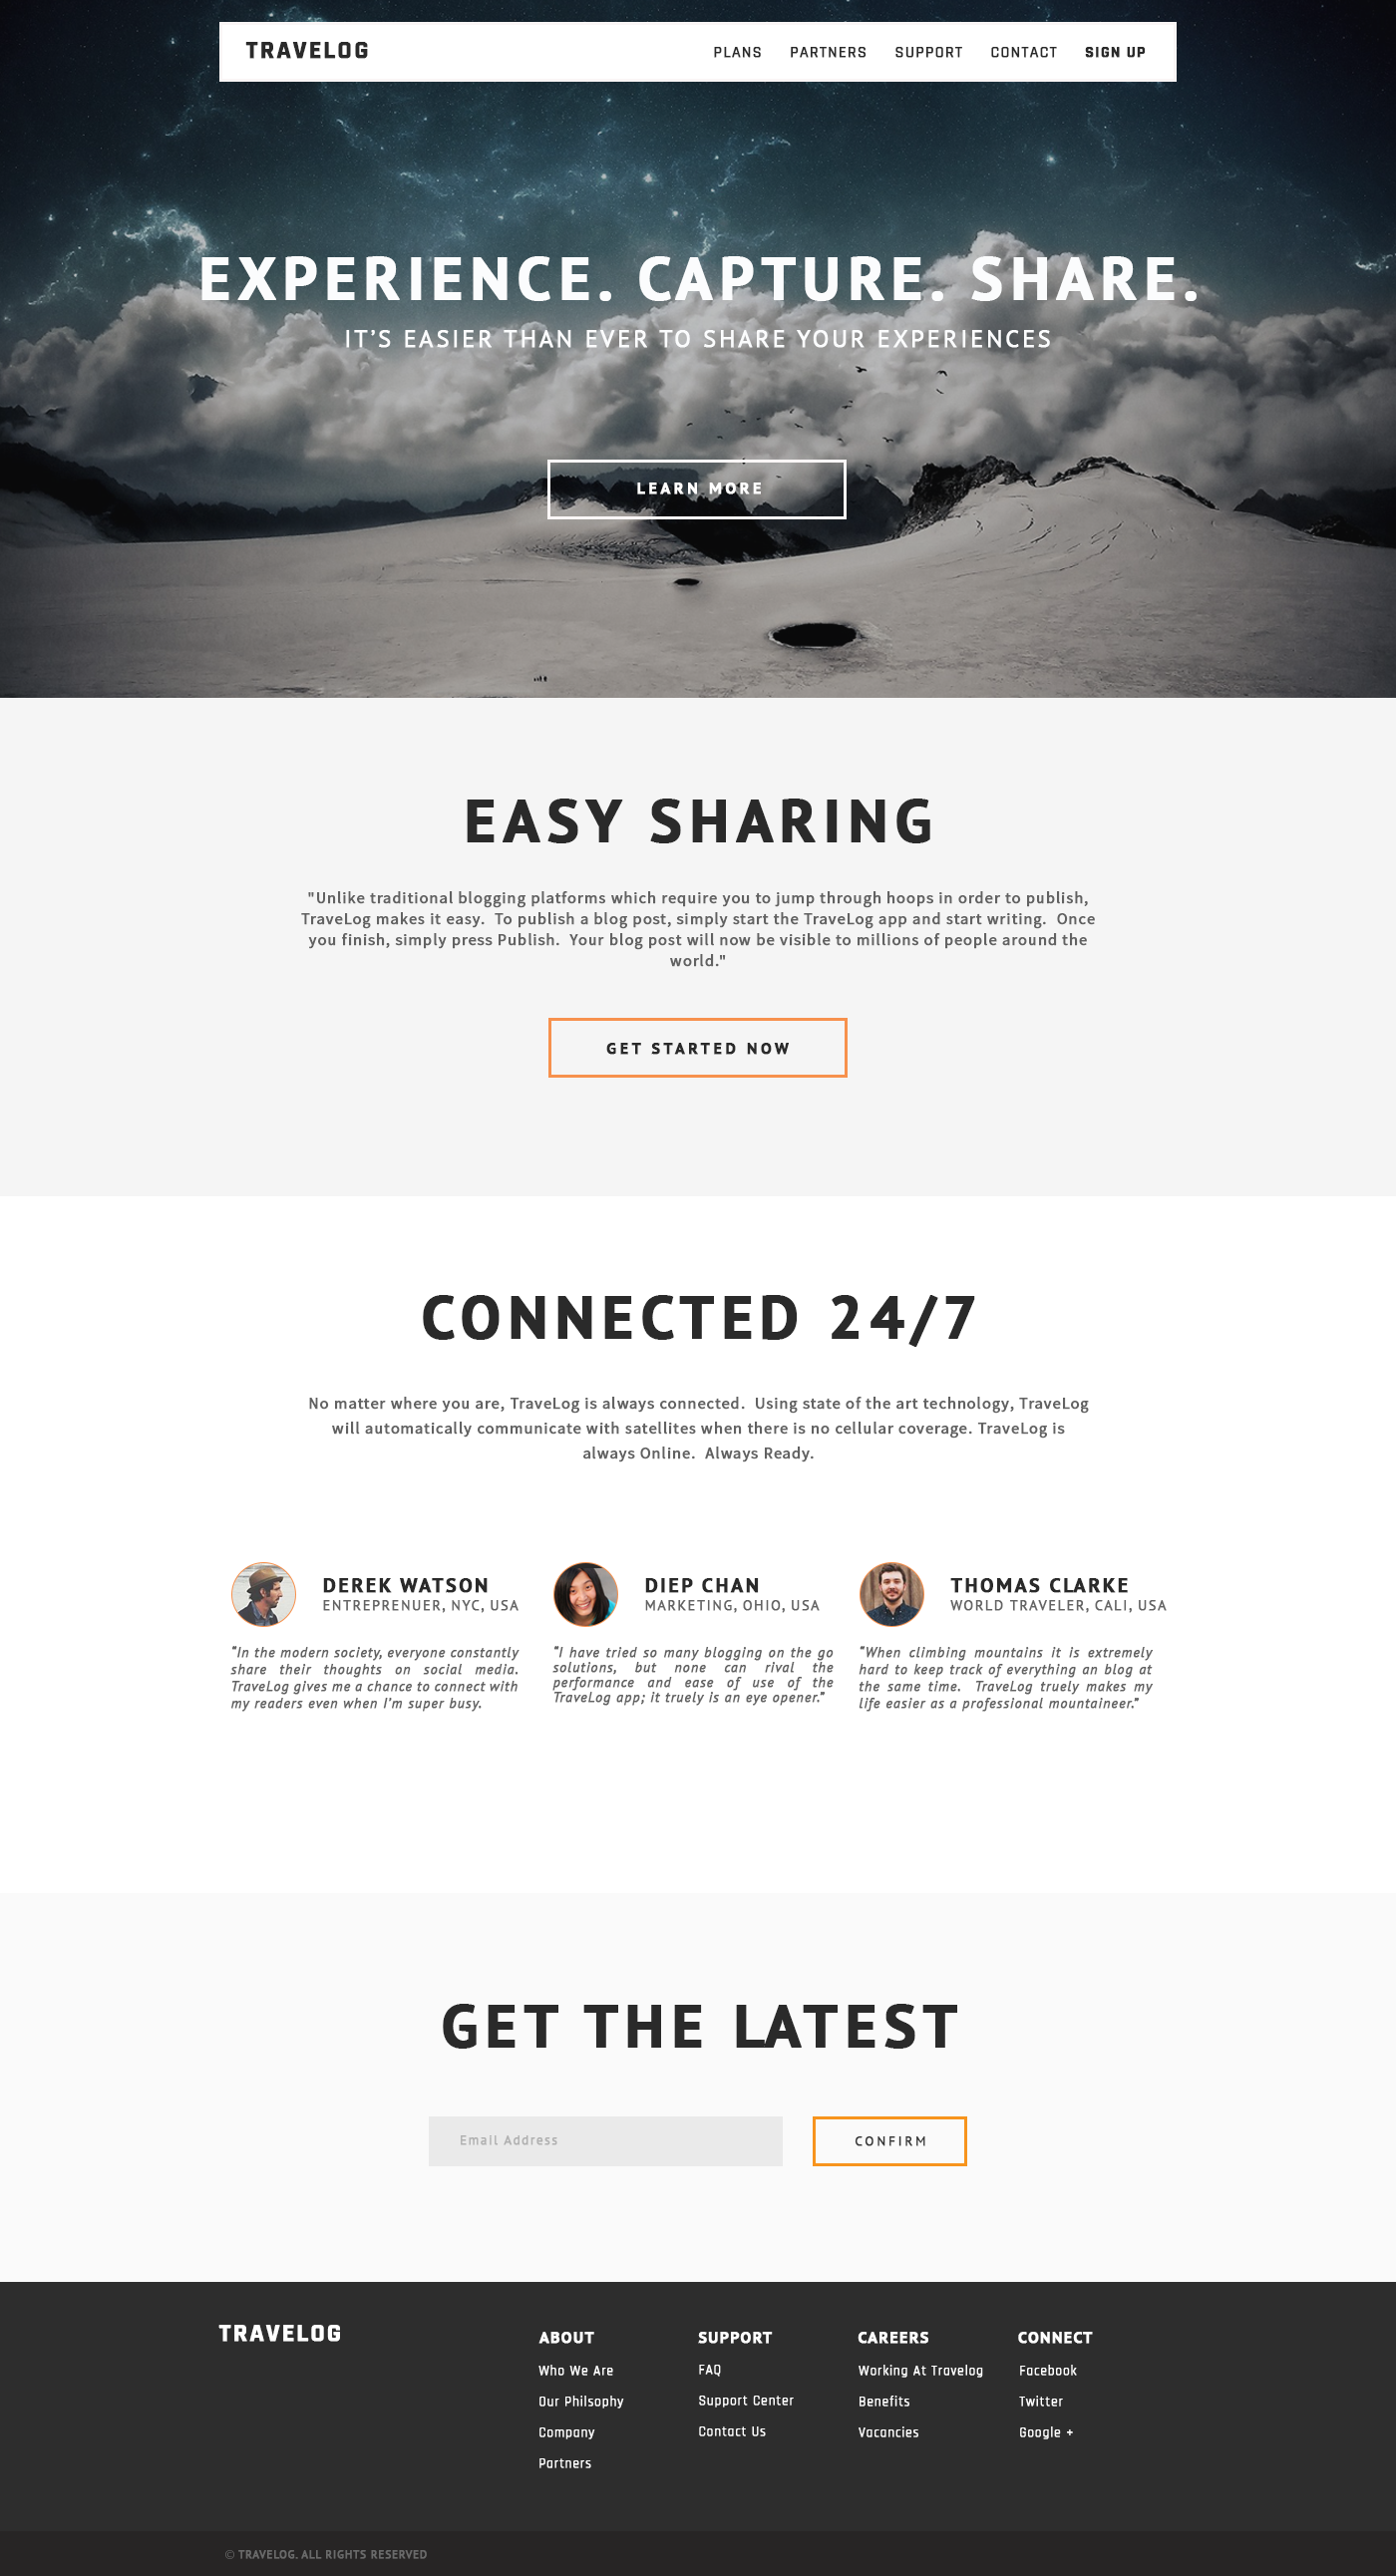 TRAVELOG
PLANS PARTNERS SUPPORT CONTACT SIGN UP
EXPERIENCE. CAPTURE. SHARE.
IT'S EASIER THAN EVER TO SHARE YOUR EXPERIENCES
LEARN MORE
EASY SHARING
"Unlike traditional blogging platforms which require you to jump through hoops in order to publish,
TraveLog makes it easy.  To publish a blog post, simply start the TraveLog app and start writing.  Once
you finish, simply press Publish.  Your blog post will now be visible to millions of people around the
world."
GET STARTED NOW
CONNECTED 24/7
No matter where you are, TraveLog is always connected.  Using state of the art technology, TraveLog
will automatically communicate with satellites when there is no cellular coverage. TraveLog is
always Online.  Always Ready.
DEREK WATSON
ENTREPRENUER, NYC, USA
"In the modern society, everyone constantly
share their thoughts on social media.
TraveLog gives me a chance to connect with
my readers even when I'm super busy.
DIEP CHAN
MARKETING, OHIO, USA
"I have tried so many blogging on the go
solutions, but none can rival the
performance and ease of use of the
TraveLog app; it truely is an eye opener."
THOMAS CLARKE
WORLD TRAVELER, CALI, USA
"When climbing mountains it is extremely
hard to keep track of everything an blog at
the same time.  TraveLog truely makes my
life easier as a professional mountaineer."
GET THE LATEST
Email Address
CONFIRM
TRAVELOG
ABOUT
Who We Are
Our Philsophy
Company
Partners
SUPPORT
FAQ
Support Center
Contact Us
CAREERS
Working At Travelog
Benefits
Vacancies
CONNECT
Facebook
Twitter
Google +
© TRAVELOG. ALL RIGHTS RESERVED